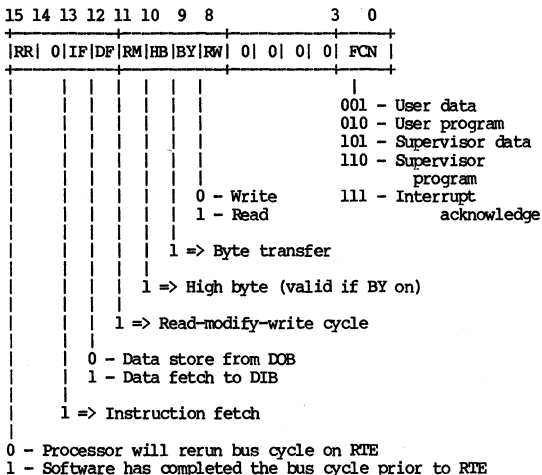 15 14 13 12 11 10 9 8 3 0
|RR| 0|IF|DF|RM|HB|BY|RW| 0| 0| 0| 0| FCN |
001 - User data
010 - User program
101 - Supervisor data
110 - Supervisor
program
0 - Write 111 - Interrupt
1 - Read acknowledge
1 => Byte transfer
1 => High byte (valid if BY on)
1 => Read-modify-write cycle
0 - Data store from DOB
1 - Data fetch to DIB
1 => Instruction fetch
0 - Processor will rerun bus cycle on RTE
1 - Software has completed the bus cycle prior to RTE